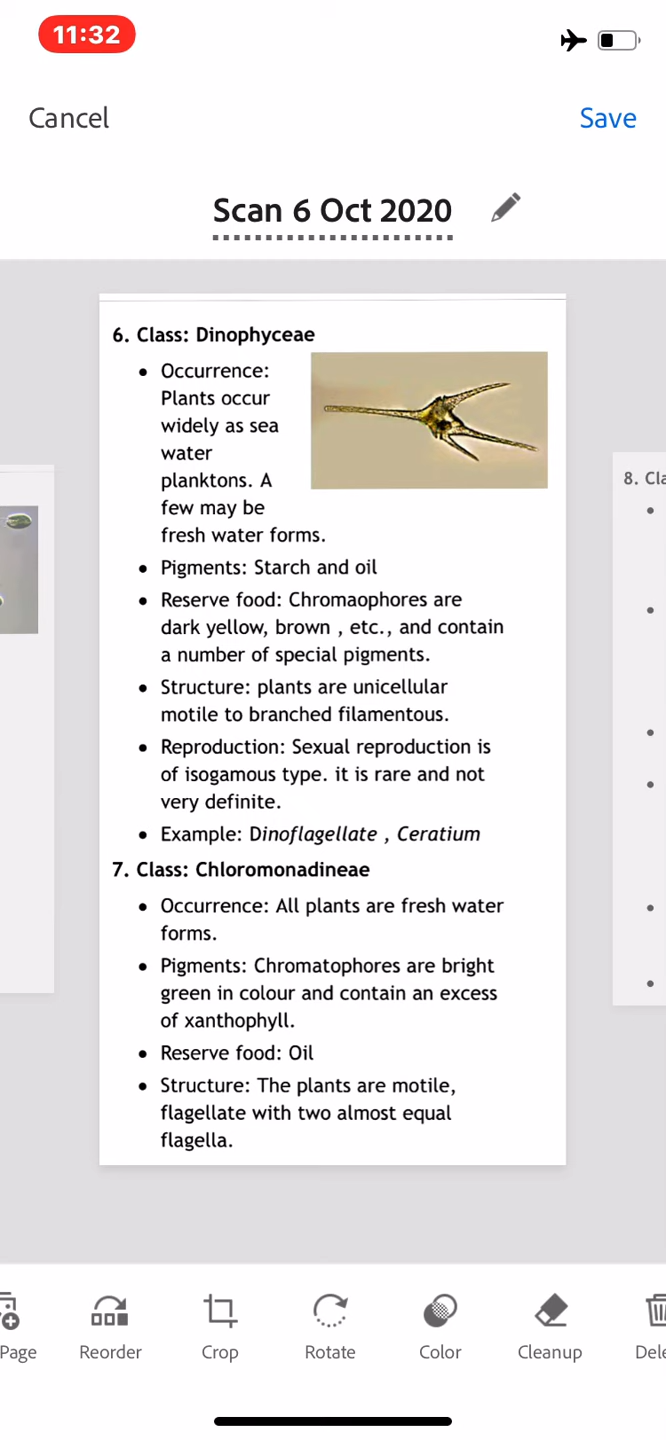 11:32
Cancel
Save
Scan 6 Oct 2020
6. Class: Dinophyceae
• Occurrence:
Plants occur
widely as sea
water
planktons. A
few may be
fresh water forms.
• Pigments: Starch and oil
• Reserve food: Chromaophores are
dark yellow, brown , etc., and contain
a number of special pigments.
• Structure: plants are unicellular
motile to branched filamentous.
• Reproduction: Sexual reproduction is
of isogamous type. it is rare and not
very definite.
• Example: Dinoflagellate , Ceratium
7. Class: Chloromonadineae
• Occurrence: All plants are fresh water
forms.
• Pigments: Chromatophores are bright
green in colour and contain an excess
of xanthophyll.
• Reserve food: Oil
• Structure: The plants are motile,
flagellate with two almost equal
flagella.
8. Cla
Page
Reorder
Crop
Rotate
Color
Cleanup
Dele